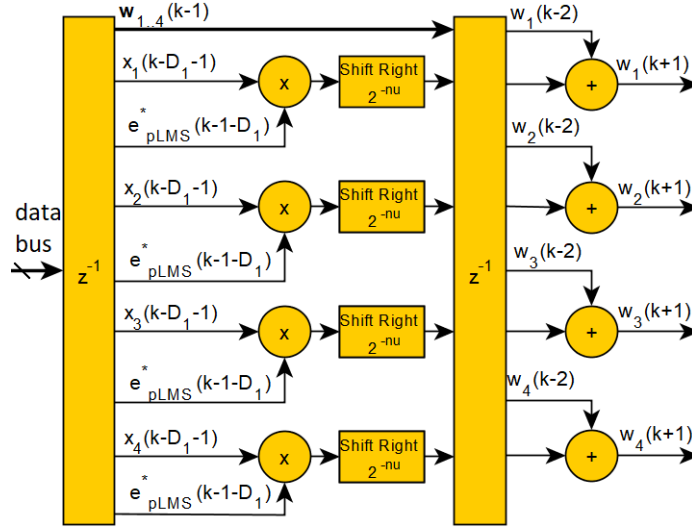 w1..4(k-1)
w1(k-2)
x1(k-D1-1)
x
Shift Right
2^-nu
+
w1(k+1)
e*pLMS(k-1-D1)
w2(k-2)
x2(k-D1-1)
x
Shift Right
2^-nu
+
w2(k+1)
data
bus
e*pLMS(k-1-D1)
z^-1
z^-1
w3(k-2)
x3(k-D1-1)
x
Shift Right
2^-nu
+
w3(k+1)
e*pLMS(k-1-D1)
w4(k-2)
x4(k-D1-1)
x
Shift Right
2^-nu
+
w4(k+1)
e*pLMS(k-1-D1)